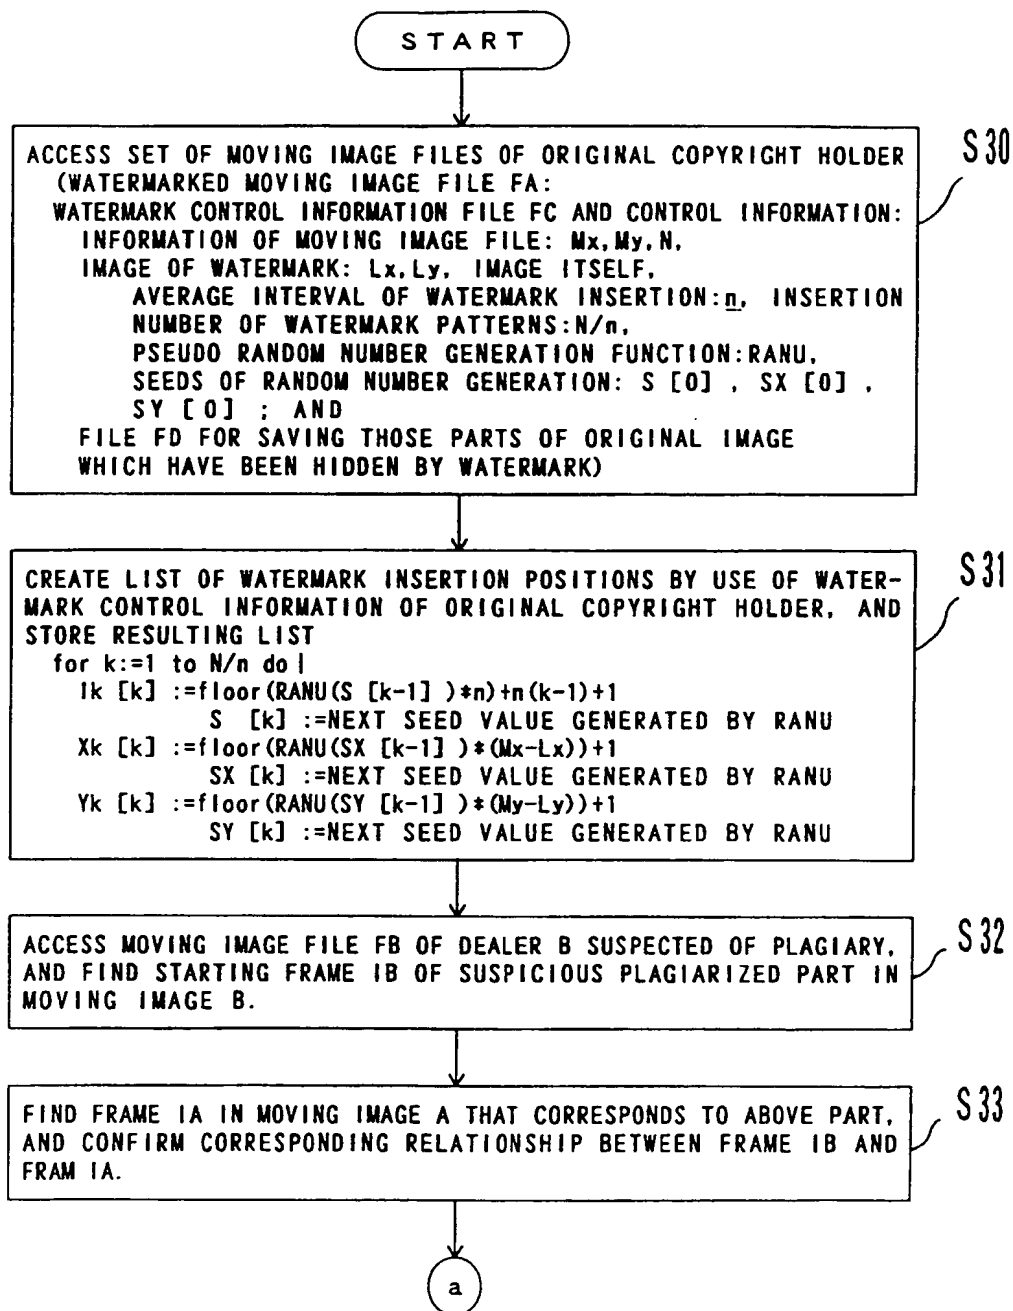 START
ACCESS SET OF MOVING IMAGE FILES OF ORIGINAL COPYRIGHT HOLDER
(WATERMARKED MOVING IMAGE FILE FA:
WATERMARK CONTROL INFORMATION FILE FC AND CONTROL INFORMATION:
INFORMATION OF MOVING IMAGE FILE: Mx,My,N,
IMAGE OF WATERMARK: Lx,Ly, IMAGE ITSELF,
AVERAGE INTERVAL OF WATERMARK INSERTION:n, INSERTION
NUMBER OF WATERMARK PATTERNS:N/n,
PSEUDO RANDOM NUMBER GENERATION FUNCTION:RANU,
SEEDS OF RANDOM NUMBER GENERATION: S [0] , SX [0] ,
SY [0] ; AND
FILE FD FOR SAVING THOSE PARTS OF ORIGINAL IMAGE
WHICH HAVE BEEN HIDDEN BY WATERMARK)
S30
CREATE LIST OF WATERMARK INSERTION POSITIONS BY USE OF WATER-
MARK CONTROL INFORMATION OF ORIGINAL COPYRIGHT HOLDER, AND
STORE RESULTING LIST
for k:=1 to N/n do |
Ik [k] :=floor(RANU(S [k-1] )*n)+n(k-1)+1
S [k] :=NEXT SEED VALUE GENERATED BY RANU
Xk [k] :=floor(RANU(SX [k-1] )*(Mx-Lx))+1
SX [k] :=NEXT SEED VALUE GENERATED BY RANU
Yk [k] :=floor(RANU(SY [k-1] )*(My-Ly))+1
SY [k] :=NEXT SEED VALUE GENERATED BY RANU
S31
ACCESS MOVING IMAGE FILE FB OF DEALER B SUSPECTED OF PLAGIARY,
AND FIND STARTING FRAME IB OF SUSPICIOUS PLAGIARIZED PART IN
MOVING IMAGE B.
S32
FIND FRAME IA IN MOVING IMAGE A THAT CORRESPONDS TO ABOVE PART,
AND CONFIRM CORRESPONDING RELATIONSHIP BETWEEN FRAME IB AND
FRAM IA.
S33
a